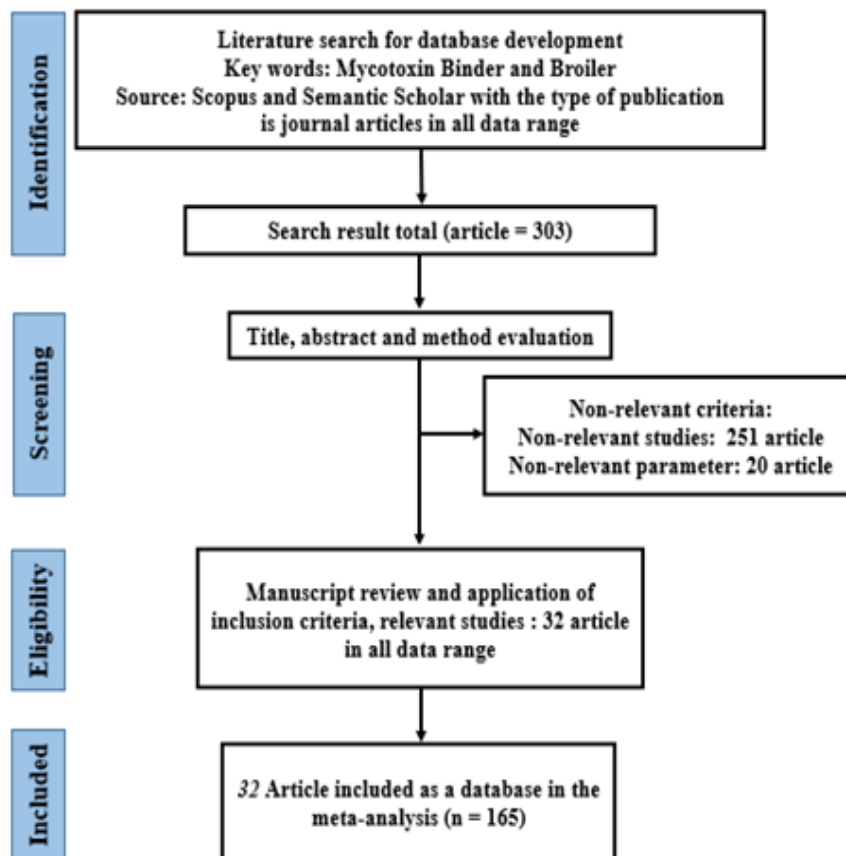 Identification
Literature search for database development
Key words: Mycotoxin Binder and Broiler
Source: Scopus and Semantic Scholar with the type of publication
is journal articles in all data range
Search result total (article = 303)
Screening
Title, abstract and method evaluation
Non-relevant criteria:
Non-relevant studies: 251 article
Non-relevant parameter: 20 article
Eligibility
Manuscript review and application of
inclusion criteria, relevant studies : 32 article
in all data range
Included
32 Article included as a database in the
meta-analysis (n = 165)